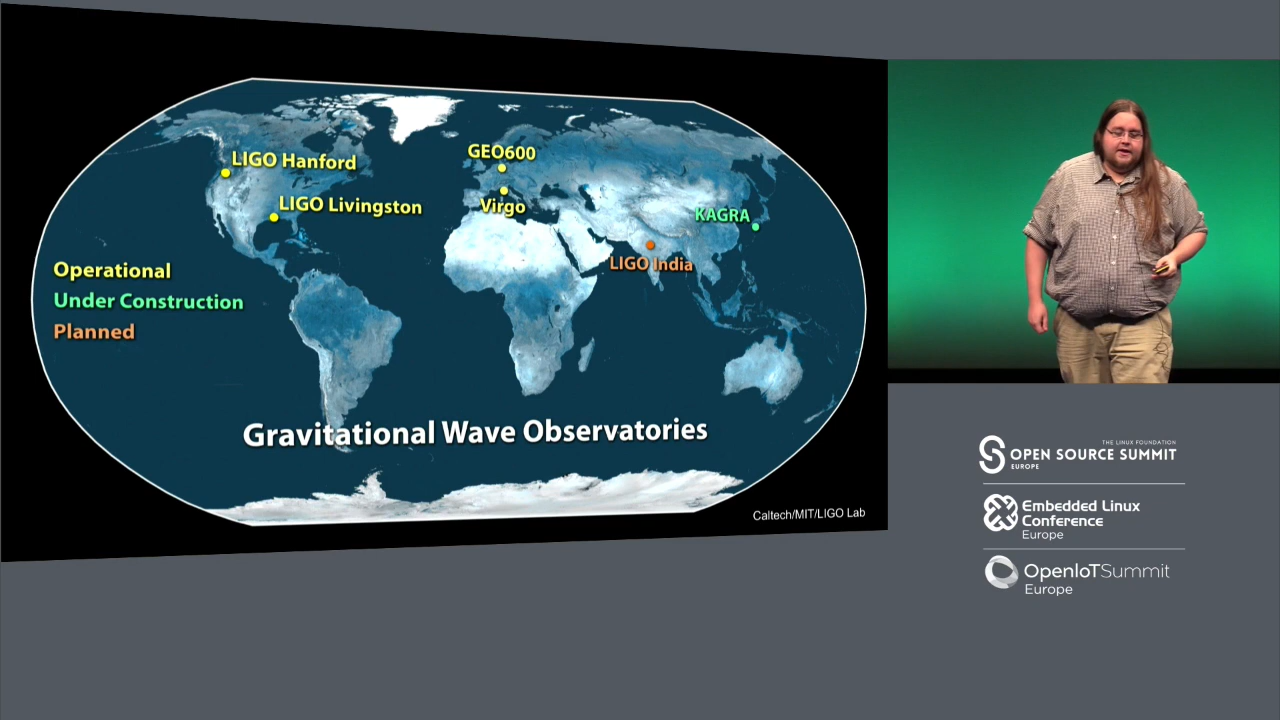 LIGO Hanford
GEO600
LIGO Livingston
Virgo
KAGRA
LIGO India
Operational
Under Construction
Planned
Gravitational Wave Observatories
Caltech/MIT/LIGO Lab
THE LINUX FOUNDATION
OPEN SOURCE SUMMIT
EUROPE
Embedded Linux
Conference
Europe
OpenIoTSummit
Europe